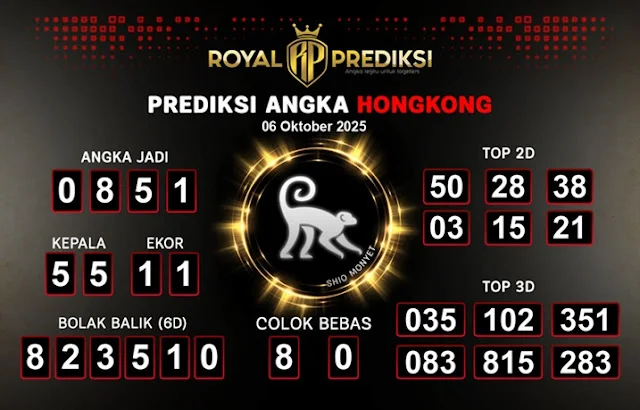 ROYAL RP PREDIKSI
Angka rejeki untuk togelers
PREDIKSI ANGKA HONGKONG
06 Oktober 2025
ANGKA JADI
0 8 5 1
KEPALA EKOR
5 5 1 1
BOLAK BALIK (6D)
8 2 3 5 1 0
SHIO MONYET
COLOK BEBAS
8 0
TOP 2D
50 28 38
03 15 21
TOP 3D
035 102 351
083 815 283